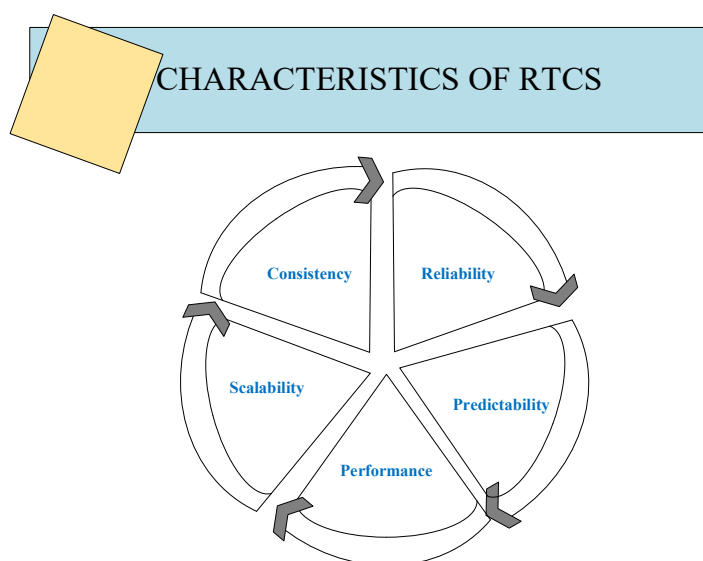 CHARACTERISTICS OF RTCS
Consistency
Reliability
Scalability
Predictability
Performance